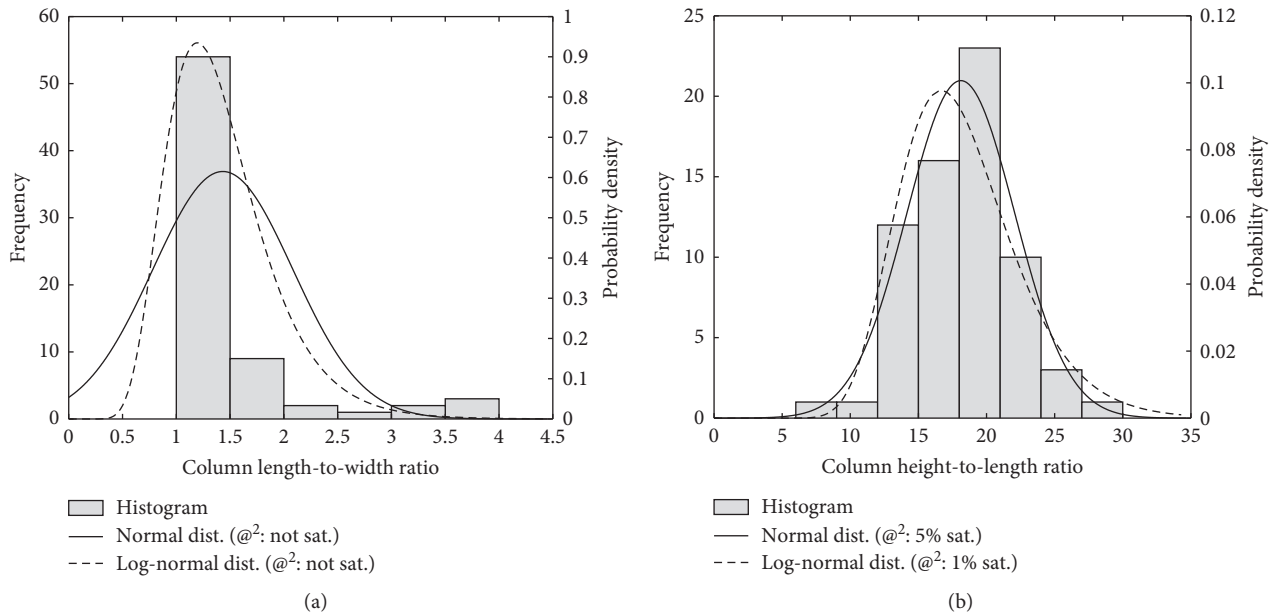 60
50
40
30
20
10
0
Frequency
1
0.9
0.8
0.7
0.6
0.5
0.4
0.3
0.2
0.1
0
Probability density
0 0.5 1 1.5 2 2.5 3 3.5 4 4.5
Column length-to-width ratio
Histogram
Normal dist. (@²: not sat.)
Log-normal dist. (@²: not sat.)
(a)
25
20
15
10
5
0
Frequency
0.12
0.1
0.08
0.06
0.04
0.02
0
Probability density
0 5 10 15 20 25 30 35
Column height-to-length ratio
Histogram
Normal dist. (@²: 5% sat.)
Log-normal dist. (@²: 1% sat.)
(b)